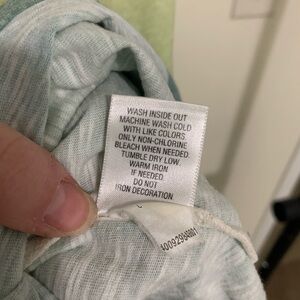 WASH INSIDE OUT
MACHINE WASH COLD
WITH LIKE COLORS.
ONLY NON-CHLORINE
BLEACH WHEN NEEDED.
TUMBLE DRY LOW.
WARM IRON
IF NEEDED.
DO NOT
IRON DECORATION